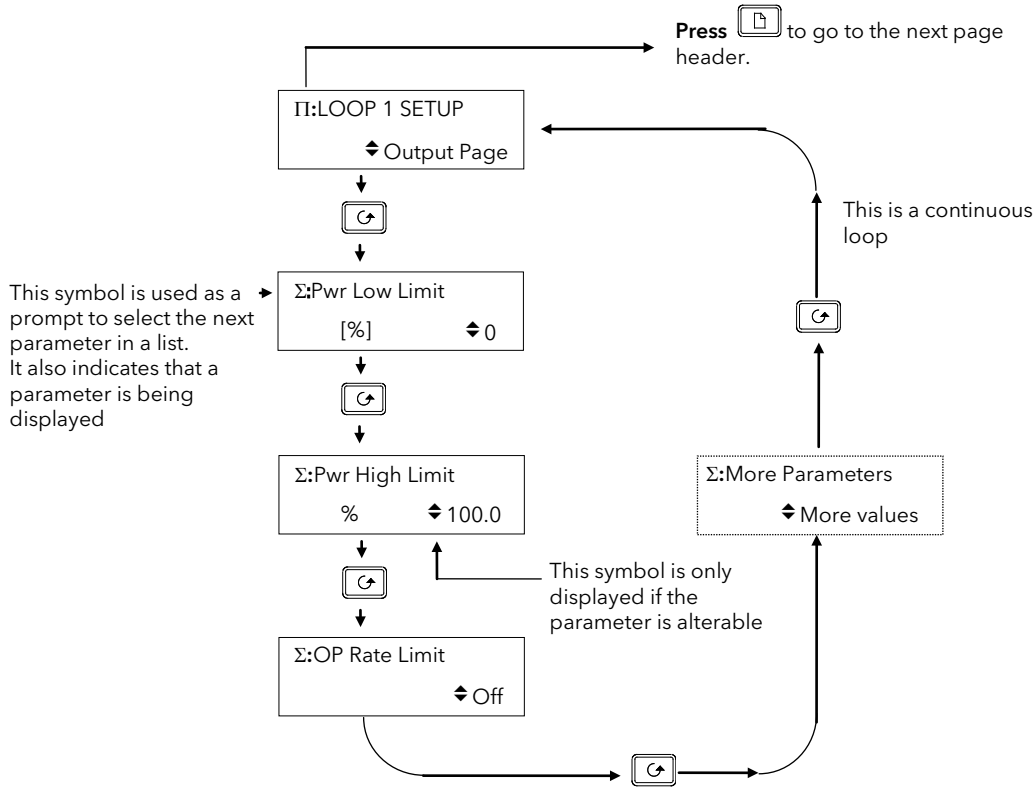 Press to go to the next page
header.
Π:LOOP 1 SETUP
Output Page
This is a continuous
loop
This symbol is used as a
prompt to select the next
parameter in a list.
It also indicates that a
parameter is being
displayed
Σ:Pwr Low Limit
[%] 0
Σ:Pwr High Limit
% 100.0
Σ:More Parameters
More values
This symbol is only
displayed if the
parameter is alterable
Σ:OP Rate Limit
Off